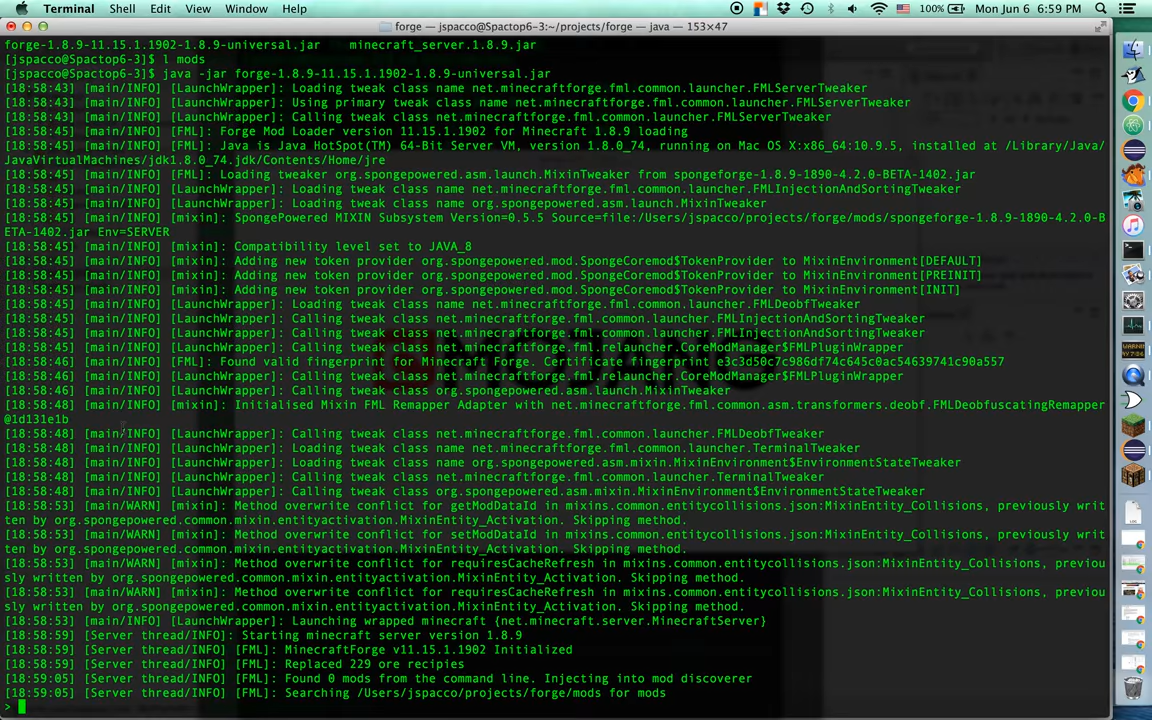 Terminal Shell Edit View Window Help 100% Mon Jun 6 6:59 PM
forge — jspacco@Spactop6-3:~/projects/forge — java — 153×47
forge-1.8.9-11.15.1.1902-1.8.9-universal.jar minecraft_server.1.8.9.jar
[jspacco@Spactop6-3]$ l mods
[jspacco@Spactop6-3]$ java -jar forge-1.8.9-11.15.1.1902-1.8.9-universal.jar
[18:58:43] [main/INFO] [LaunchWrapper]: Loading tweak class name net.minecraftforge.fml.common.launcher.FMLServerTweaker
[18:58:43] [main/INFO] [LaunchWrapper]: Using primary tweak class name net.minecraftforge.fml.common.launcher.FMLServerTweaker
[18:58:43] [main/INFO] [LaunchWrapper]: Calling tweak class net.minecraftforge.fml.common.launcher.FMLServerTweaker
[18:58:45] [main/INFO] [FML]: Forge Mod Loader version 11.15.1.1902 for Minecraft 1.8.9 loading
[18:58:45] [main/INFO] [FML]: Java is Java HotSpot(TM) 64-Bit Server VM, version 1.8.0_74, running on Mac OS X:x86_64:10.9.5, installed at /Library/Java/
JavaVirtualMachines/jdk1.8.0_74.jdk/Contents/Home/jre
[18:58:45] [main/INFO] [FML]: Loading tweaker org.spongepowered.asm.launch.MixinTweaker from spongeforge-1.8.9-1890-4.2.0-BETA-1402.jar
[18:58:45] [main/INFO] [LaunchWrapper]: Loading tweak class name net.minecraftforge.fml.common.launcher.FMLInjectionAndSortingTweaker
[18:58:45] [main/INFO] [LaunchWrapper]: Loading tweak class name org.spongepowered.asm.launch.MixinTweaker
[18:58:45] [main/INFO] [mixin]: SpongePowered MIXIN Subsystem Version=0.5.5 Source=file:/Users/jspacco/projects/forge/mods/spongeforge-1.8.9-1890-4.2.0-B
ETA-1402.jar Env=SERVER
[18:58:45] [main/INFO] [mixin]: Compatibility level set to JAVA_8
[18:58:45] [main/INFO] [mixin]: Adding new token provider org.spongepowered.mod.SpongeCoremod$TokenProvider to MixinEnvironment[DEFAULT]
[18:58:45] [main/INFO] [mixin]: Adding new token provider org.spongepowered.mod.SpongeCoremod$TokenProvider to MixinEnvironment[PREINIT]
[18:58:45] [main/INFO] [mixin]: Adding new token provider org.spongepowered.mod.SpongeCoremod$TokenProvider to MixinEnvironment[INIT]
[18:58:45] [main/INFO] [LaunchWrapper]: Loading tweak class name net.minecraftforge.fml.common.launcher.FMLDeobfTweaker
[18:58:45] [main/INFO] [LaunchWrapper]: Calling tweak class net.minecraftforge.fml.common.launcher.FMLInjectionAndSortingTweaker
[18:58:45] [main/INFO] [LaunchWrapper]: Calling tweak class net.minecraftforge.fml.common.launcher.FMLInjectionAndSortingTweaker
[18:58:45] [main/INFO] [LaunchWrapper]: Calling tweak class net.minecraftforge.fml.relauncher.CoreModManager$FMLPluginWrapper
[18:58:46] [main/INFO] [FML]: Found valid fingerprint for Minecraft Forge. Certificate fingerprint e3c3d50c7c986df74c645c0ac54639741c90a557
[18:58:46] [main/INFO] [LaunchWrapper]: Calling tweak class net.minecraftforge.fml.relauncher.CoreModManager$FMLPluginWrapper
[18:58:46] [main/INFO] [LaunchWrapper]: Calling tweak class org.spongepowered.asm.launch.MixinTweaker
[18:58:48] [main/INFO] [mixin]: Initialised Mixin FML Remapper Adapter with net.minecraftforge.fml.common.asm.transformers.deobf.FMLDeobfuscatingRemapper
@1d131e1b
[18:58:48] [main/INFO] [LaunchWrapper]: Calling tweak class net.minecraftforge.fml.common.launcher.FMLDeobfTweaker
[18:58:48] [main/INFO] [LaunchWrapper]: Loading tweak class name net.minecraftforge.fml.common.launcher.TerminalTweaker
[18:58:48] [main/INFO] [LaunchWrapper]: Loading tweak class name org.spongepowered.asm.mixin.MixinEnvironment$EnvironmentStateTweaker
[18:58:48] [main/INFO] [LaunchWrapper]: Calling tweak class net.minecraftforge.fml.common.launcher.TerminalTweaker
[18:58:48] [main/INFO] [LaunchWrapper]: Calling tweak class org.spongepowered.asm.mixin.MixinEnvironment$EnvironmentStateTweaker
[18:58:53] [main/WARN] [mixin]: Method overwrite conflict for getModDataId in mixins.common.entitycollisions.json:MixinEntity_Collisions, previously writ
ten by org.spongepowered.common.mixin.entityactivation.MixinEntity_Activation. Skipping method.
[18:58:53] [main/WARN] [mixin]: Method overwrite conflict for setModDataId in mixins.common.entitycollisions.json:MixinEntity_Collisions, previously writ
ten by org.spongepowered.common.mixin.entityactivation.MixinEntity_Activation. Skipping method.
[18:58:53] [main/WARN] [mixin]: Method overwrite conflict for requiresCacheRefresh in mixins.entitycollisions.json:MixinEntity_Collisions, previou
sly written by org.spongepowered.common.mixin.entityactivation.MixinEntity_Activation. Skipping method.
[18:58:53] [main/WARN] [mixin]: Method overwrite conflict for requiresCacheRefresh in mixins.entitycollisions.json:MixinEntity_Collisions, previou
sly written by org.spongepowered.common.mixin.entityactivation.MixinEntity_Activation. Skipping method.
[18:58:53] [main/INFO] [LaunchWrapper]: Launching wrapped minecraft {net.minecraft.server.MinecraftServer}
[18:58:59] [Server thread/INFO]: Starting minecraft server version 1.8.9
[18:58:59] [Server thread/INFO] [FML]: MinecraftForge v11.15.1.1902 Initialized
[18:58:59] [Server thread/INFO] [FML]: Replaced 229 ore recipies
[18:59:05] [Server thread/INFO] [FML]: Found 0 mods from the command line. Injecting into mod discoverer
[18:59:05] [Server thread/INFO] [FML]: Searching /Users/jspacco/projects/forge/mods for mods
>